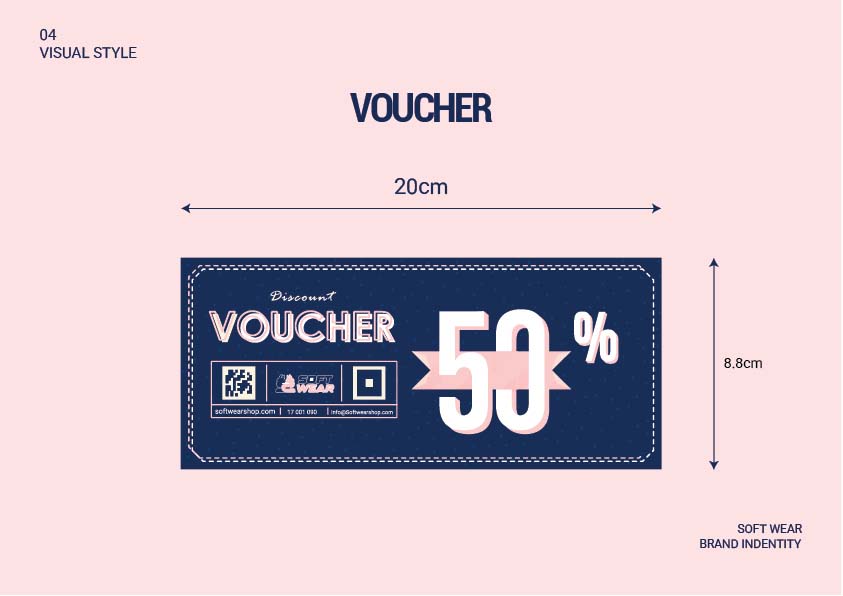 04
VISUAL STYLE
VOUCHER
20cm
Discount
VOUCHER
50%
SOFT
WEAR
softwearshop.com | 17 001 090 | Info@Softwearshop.com
8.8cm
SOFT WEAR
BRAND INDENTITY